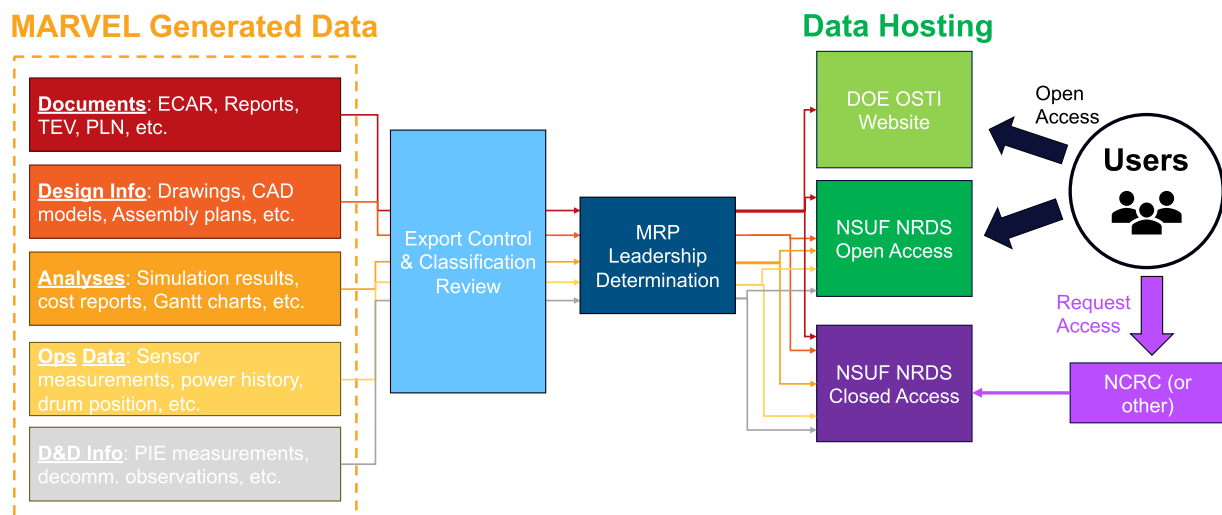 MARVEL Generated Data
Documents: ECAR, Reports,
TEV, PLN, etc.
Design Info: Drawings, CAD
models, Assembly plans, etc.
Analyses: Simulation results,
cost reports, Gantt charts, etc.
Ops Data: Sensor
measurements, power history,
drum position, etc.
D&D Info: PIE measurements,
decomm. observations, etc.
Export Control
& Classification
Review
MRP
Leadership
Determination
Data Hosting
DOE OSTI
Website
NSUF NRDS
Open Access
NSUF NRDS
Closed Access
Open
Access
Users
Request
Access
NCRC (or
other)